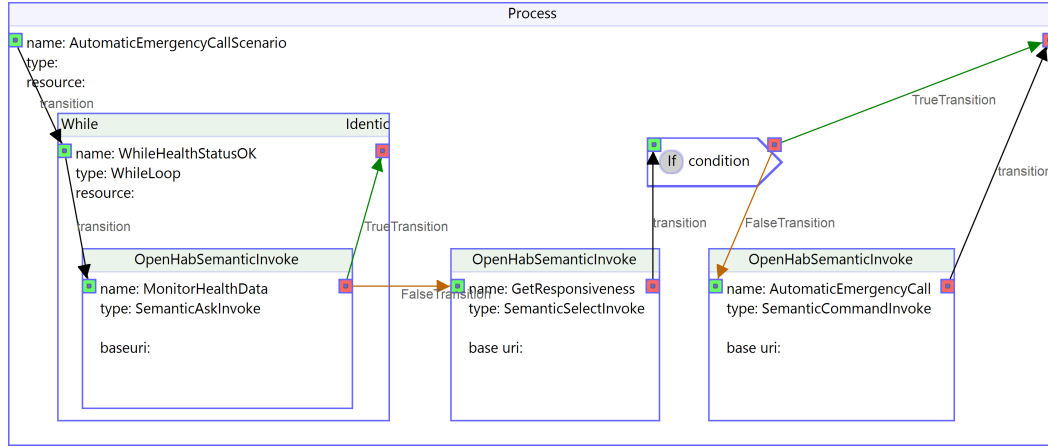 Process
name: AutomaticEmergencyCallScenario
type:
resource:
transition
While
Identic
name: WhileHealthStatusOK
type: WhileLoop
resource:
transition
TrueTransition
OpenHabSemanticInvoke
name: MonitorHealthData
type: SemanticAskInvoke
baseuri:
FalseTransition
OpenHabSemanticInvoke
name: GetResponsiveness
type: SemanticSelectInvoke
base uri:
transition
If condition
TrueTransition
FalseTransition
OpenHabSemanticInvoke
name: AutomaticEmergencyCall
type: SemanticCommandInvoke
base uri:
transition